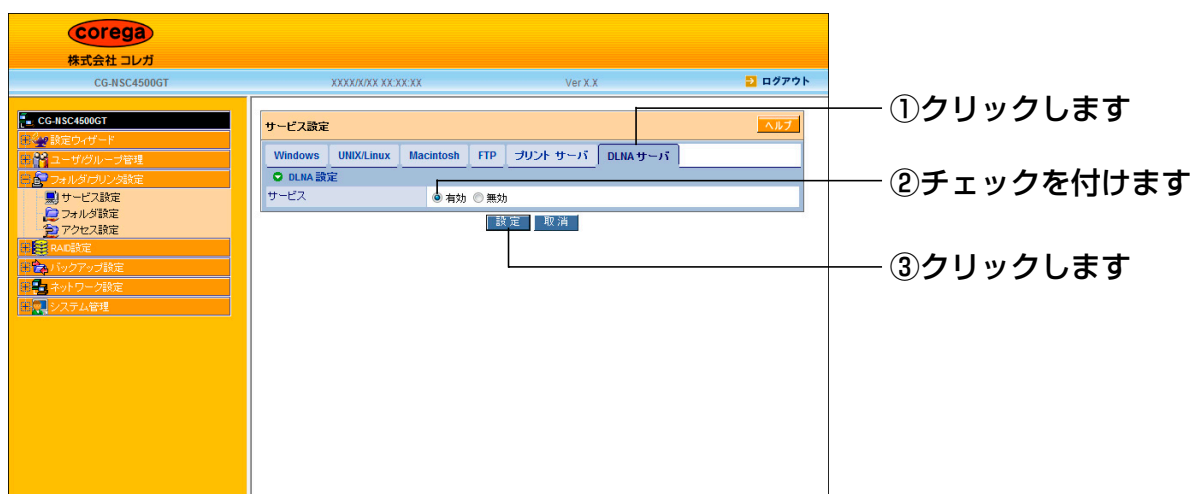 corega
株式会社 コレガ
CG-NSC4500GT XXXX/X/XX XX:XX:XX Ver X.X ログアウト
CG-NSC4500GT
設定ウィザード
ユーザ/グループ管理
フォルダ/プリンタ設定
サービス設定
フォルダ設定
アクセス設定
RAID設定
バックアップ設定
ネットワーク設定
システム管理
サービス設定 ヘルプ
Windows UNIX/Linux Macintosh FTP プリント サーバ DLNA サーバ
DLNA 設定
サービス 有効 無効
設定 取消
①クリックします
②チェックを付けます
③クリックします